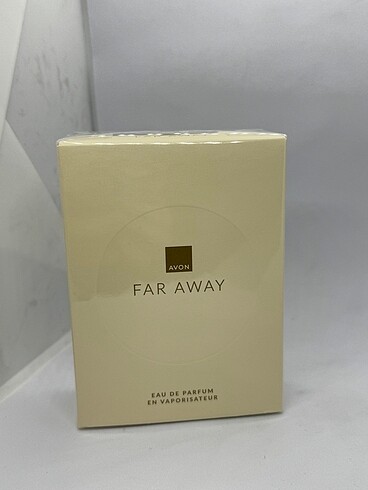 AVON
FAR AWAY
EAU DE PARFUM
EN VAPORISATEUR